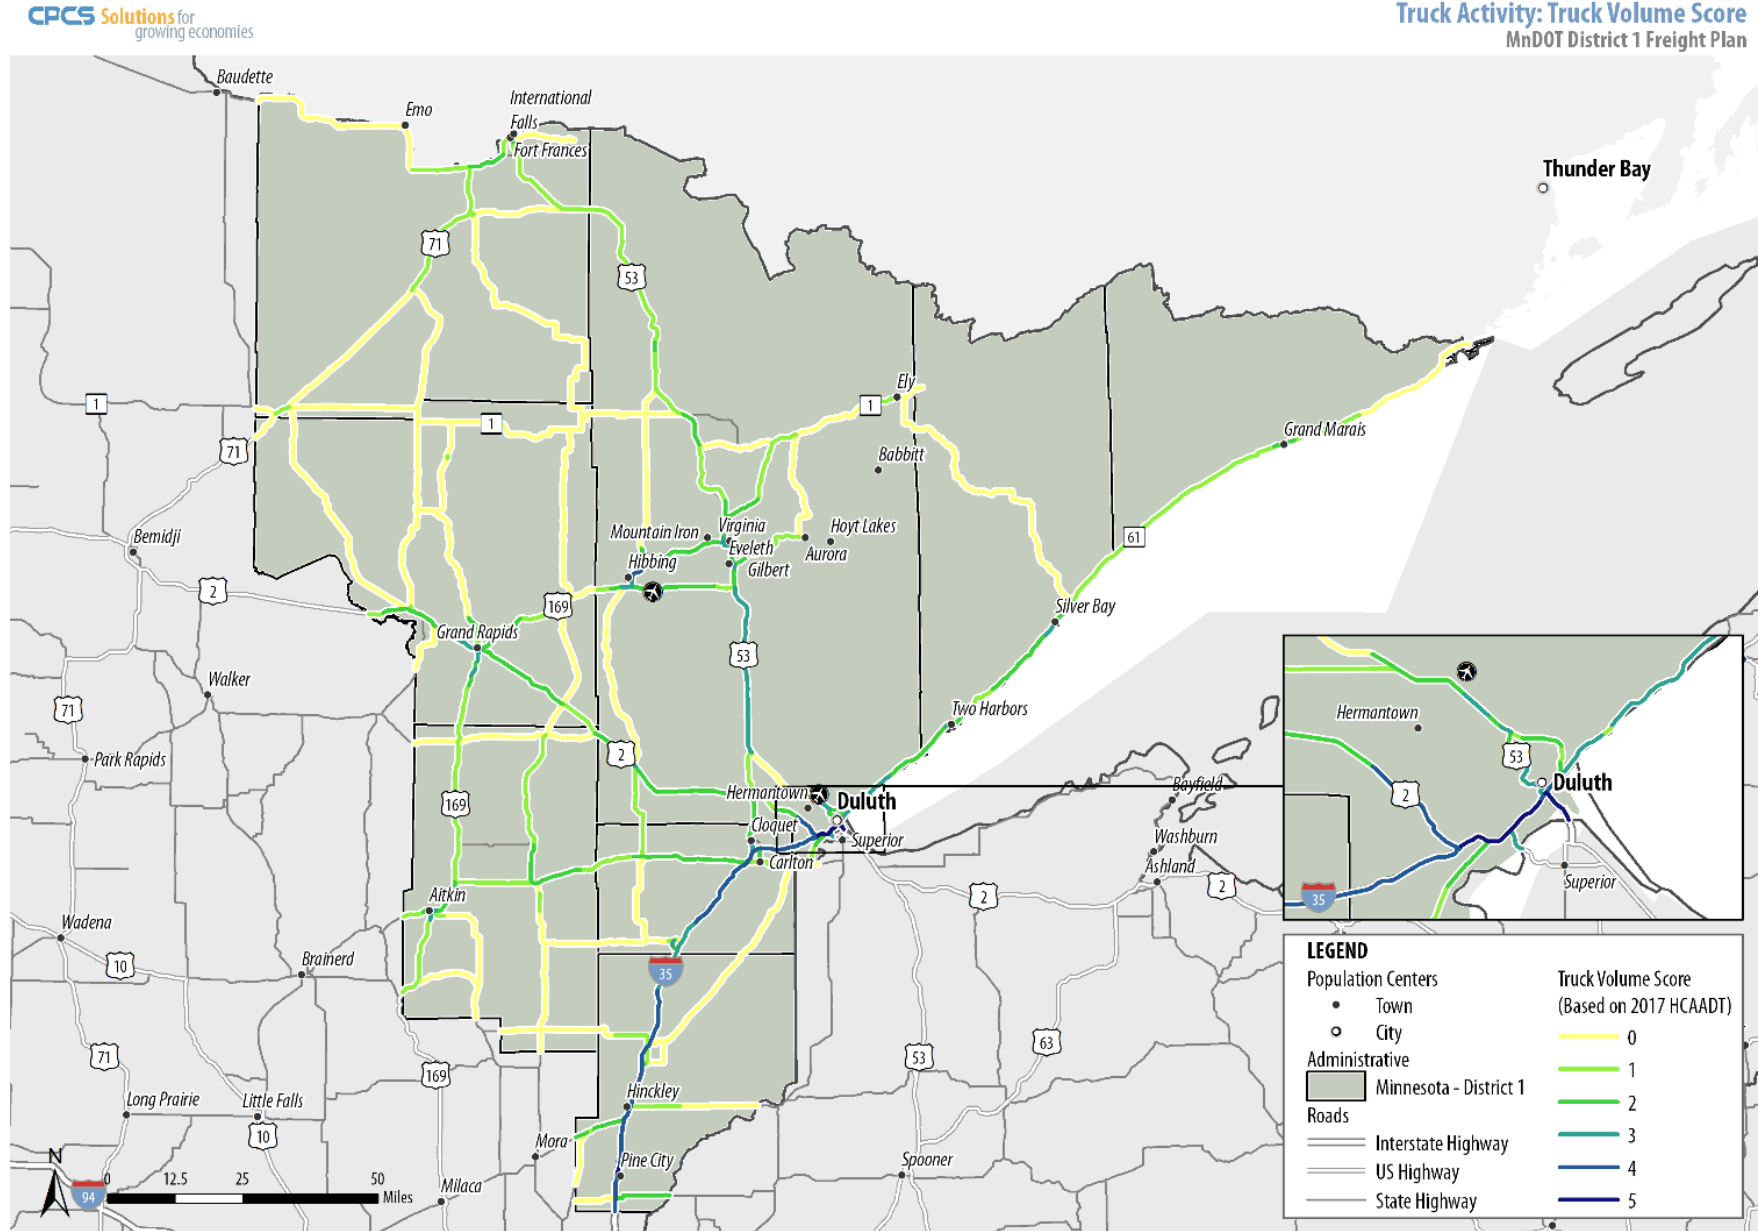 CPCS Solutions for
growing economies
Truck Activity: Truck Volume Score
MnDOT District 1 Freight Plan
Baudette
Emo
International
Falls
Fort Frances
Thunder Bay
71
53
1
1
1
Ely
71
Babbitt
Grand Marais
Bemidji
Mountain Iron
Virginia
Hoyt Lakes
61
Eveleth
Aurora
Hibbing
Gilbert
2
169
Silver Bay
Grand Rapids
53
Walker
71
Two Harbors
Hermantown
53
Park Rapids
2
Duluth
2
Hermantown
Duluth
Bayfield
169
Cloquet
Superior
Washburn
Carlton
Ashland
Superior
Aitkin
2
2
35
Wadena
10
Brainerd
35
LEGEND
Population Centers
Town
City
Administrative
Minnesota - District 1
Roads
Interstate Highway
US Highway
State Highway
Truck Volume Score
(Based on 2017 HCAADT)
0
1
2
3
4
5
71
169
53
63
Hinckley
Long Prairie
Little Falls
10
Mora
Pine City
Spooner
Milaca
N
94
0
12.5
25
50
Miles